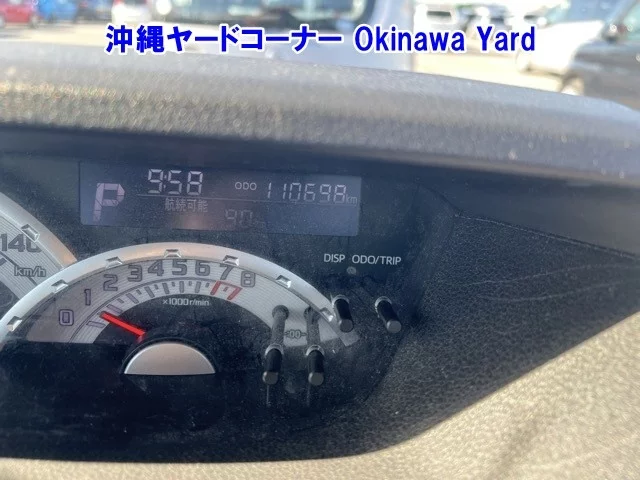 沖縄ヤードコーナー Okinawa Yard
P 9:58 ODO 110698 km
航続可能 90
140 km/h
DISP ODO/TRIP
0 1 2 3 4 5 6 7 8
×1000r/min